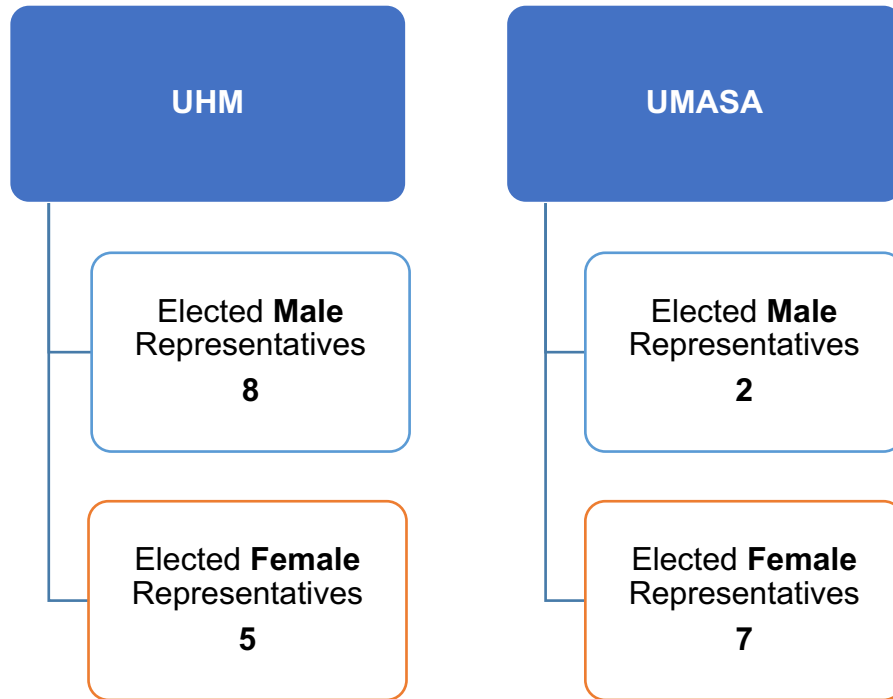 UHM
Elected Male
Representatives
8
Elected Female
Representatives
5
UMASA
Elected Male
Representatives
2
Elected Female
Representatives
7